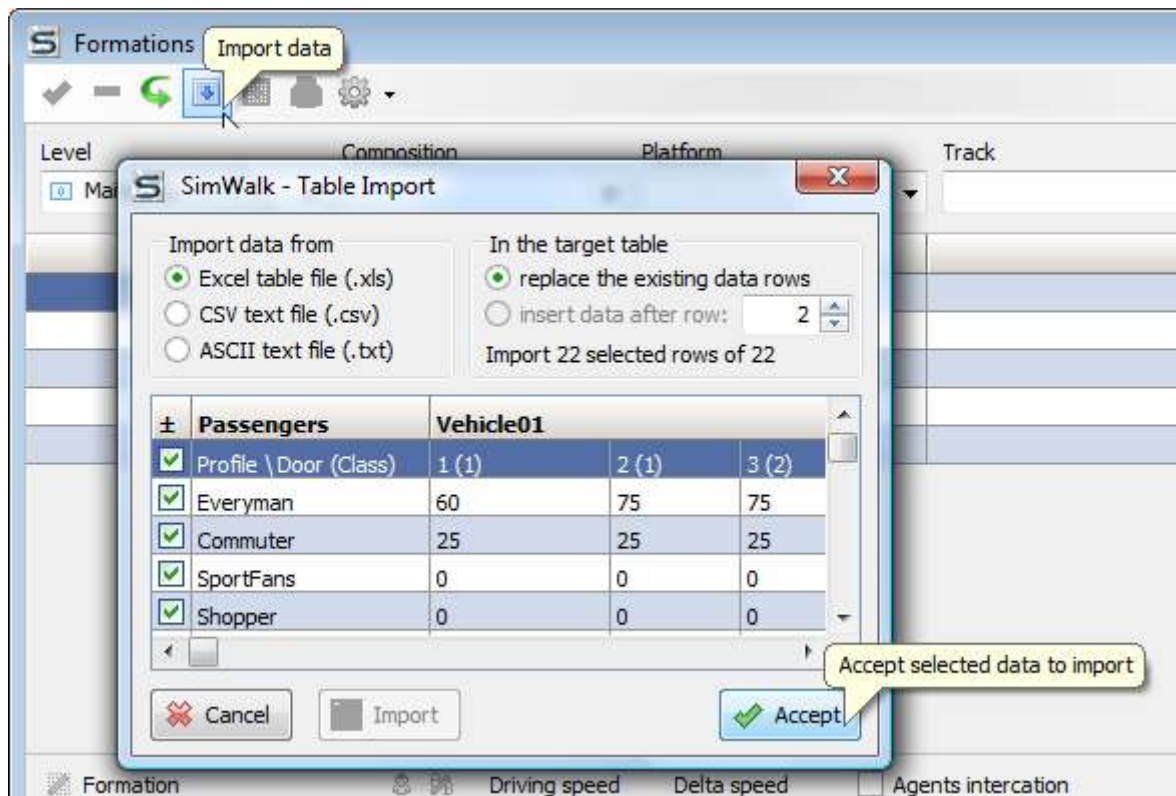 Formations
Import data
Level Composition Platform Track
Mai
SimWalk - Table Import
Import data from
Excel table file (.xls)
CSV text file (.csv)
ASCII text file (.txt)
In the target table
replace the existing data rows
insert data after row: 2
Import 22 selected rows of 22
± Passengers Vehicle01
Profile \ Door (Class) 1 (1) 2 (1) 3 (2)
Everyman 60 75 75
Commuter 25 25 25
SportFans 0 0 0
Shopper 0 0 0
Accept selected data to import
Cancel Import Accept
Formation Driving speed Delta speed Agents intercation